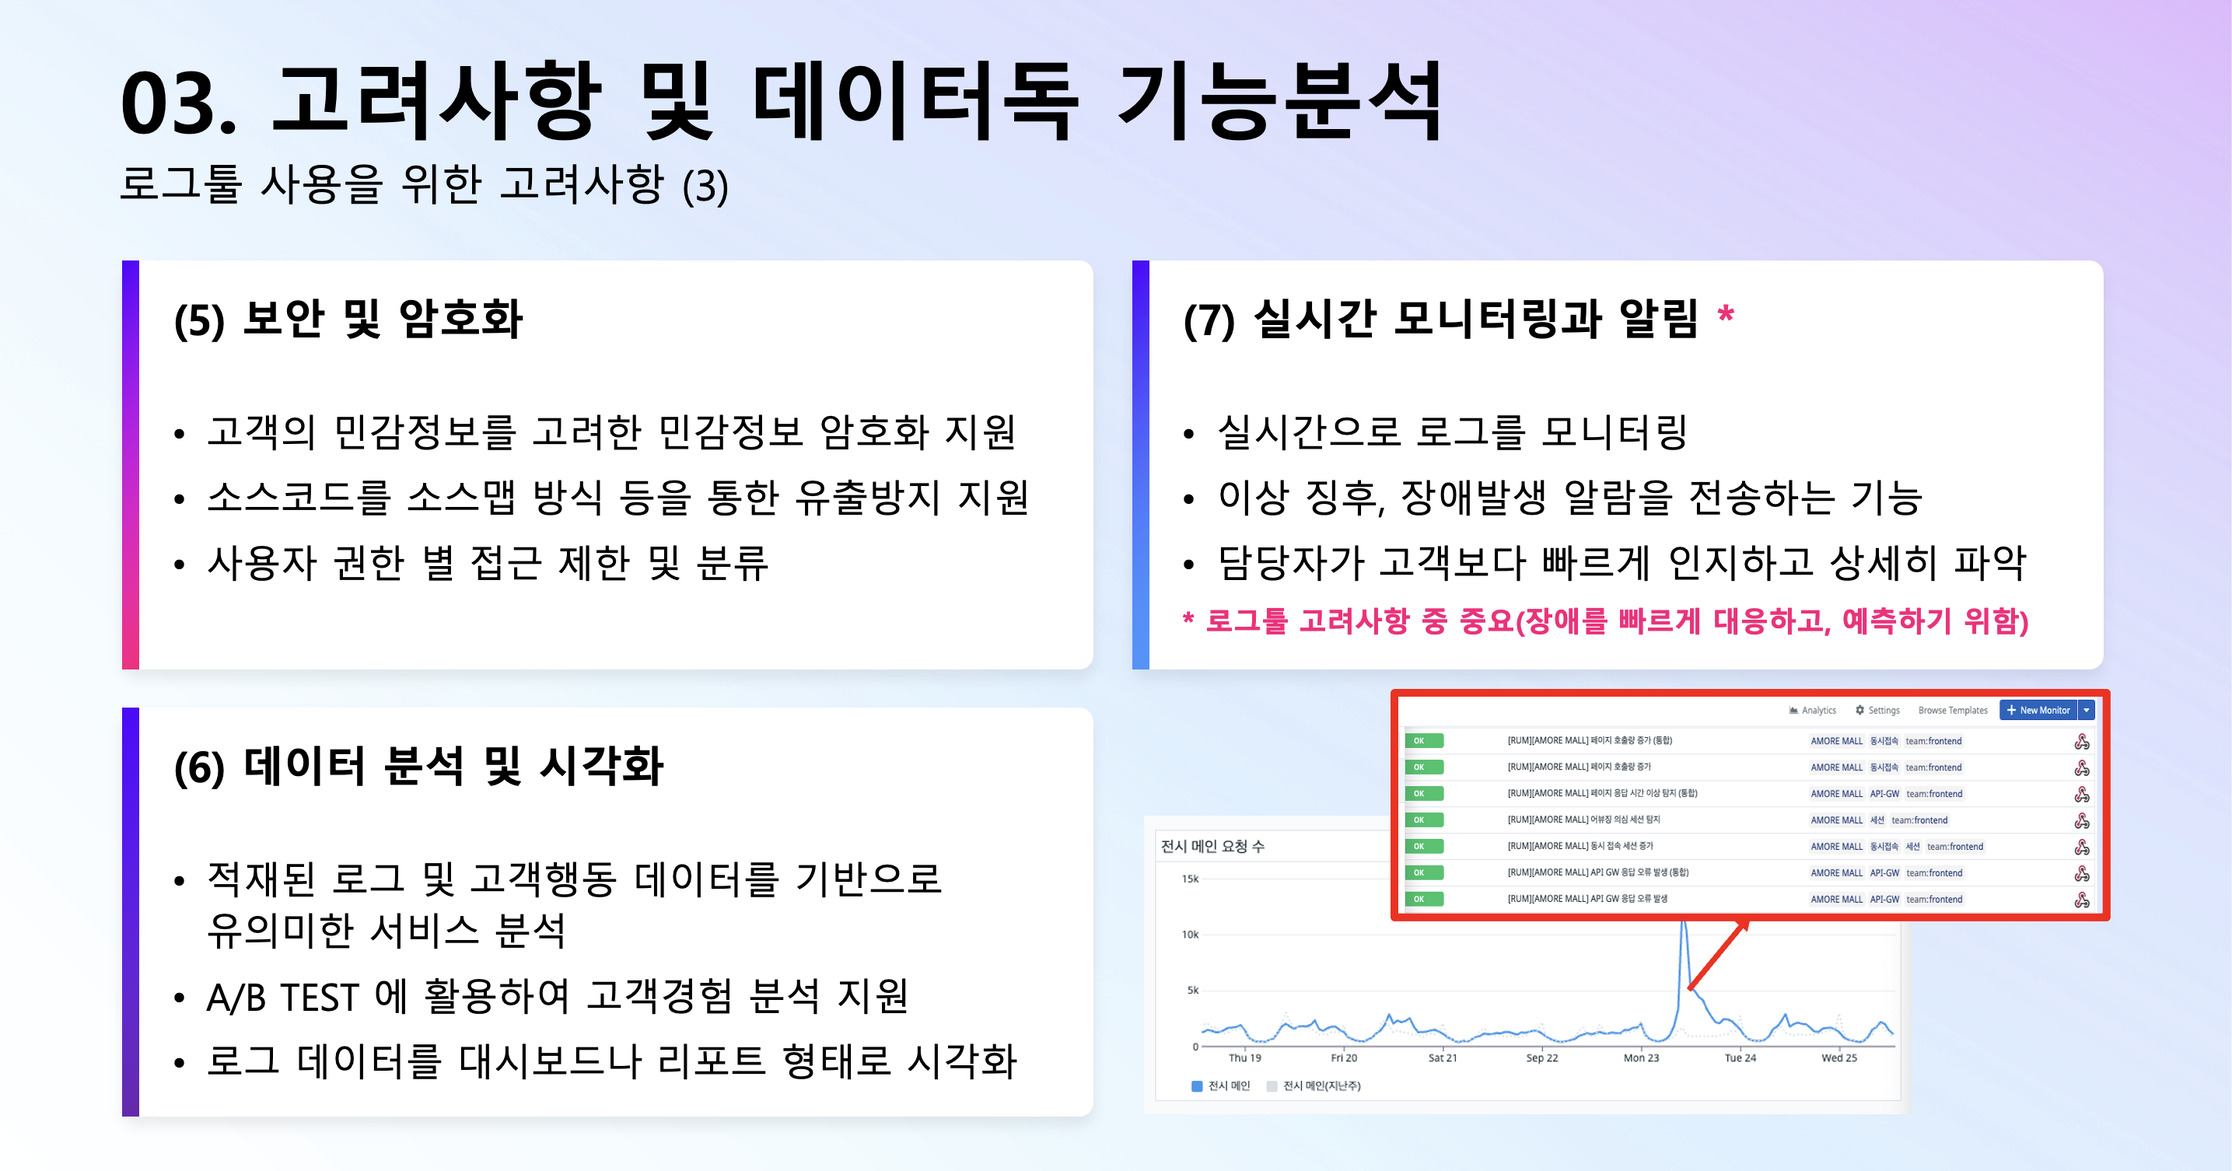 03. 고려사항 및 데이터독 기능분석
로그툴 사용을 위한 고려사항 (3)
(5) 보안 및 암호화
• 고객의 민감정보를 고려한 민감정보 암호화 지원
• 소스코드를 소스맵 방식 등을 통한 유출방지 지원
• 사용자 권한 별 접근 제한 및 분류
(7) 실시간 모니터링과 알림 *
• 실시간으로 로그를 모니터링
• 이상 징후, 장애발생 알람을 전송하는 기능
• 담당자가 고객보다 빠르게 인지하고 상세히 파악
* 로그툴 고려사항 중 중요(장애를 빠르게 대응하고, 예측하기 위함)
(6) 데이터 분석 및 시각화
• 적재된 로그 및 고객행동 데이터를 기반으로
유의미한 서비스 분석
• A/B TEST 에 활용하여 고객경험 분석 지원
• 로그 데이터를 대시보드나 리포트 형태로 시각화
Analytics Settings Browse Templates + New Monitor
OK [RUM][AMORE MALL] 페이지 호출량 증가 (통합) AMORE MALL 동시접속 team:frontend
OK [RUM][AMORE MALL] 페이지 호출량 증가 AMORE MALL 동시접속 team:frontend
OK [RUM][AMORE MALL] 페이지 응답 시간 이상 탐지 (통합) AMORE MALL API-GW team:frontend
OK [RUM][AMORE MALL] 어뷰징 의심 세션 탐지 AMORE MALL 세션 team:frontend
OK [RUM][AMORE MALL] 동시 접속 세션 증가 AMORE MALL 동시접속 세션 team:frontend
OK [RUM][AMORE MALL] API GW 응답 오류 발생 (통합) AMORE MALL API-GW team:frontend
OK [RUM][AMORE MALL] API GW 응답 오류 발생 AMORE MALL API-GW team:frontend
전시 메인 요청 수
15k
10k
5k
0
Thu 19 Fri 20 Sat 21 Sep 22 Mon 23 Tue 24 Wed 25
전시 메인 전시 메인(지난주)